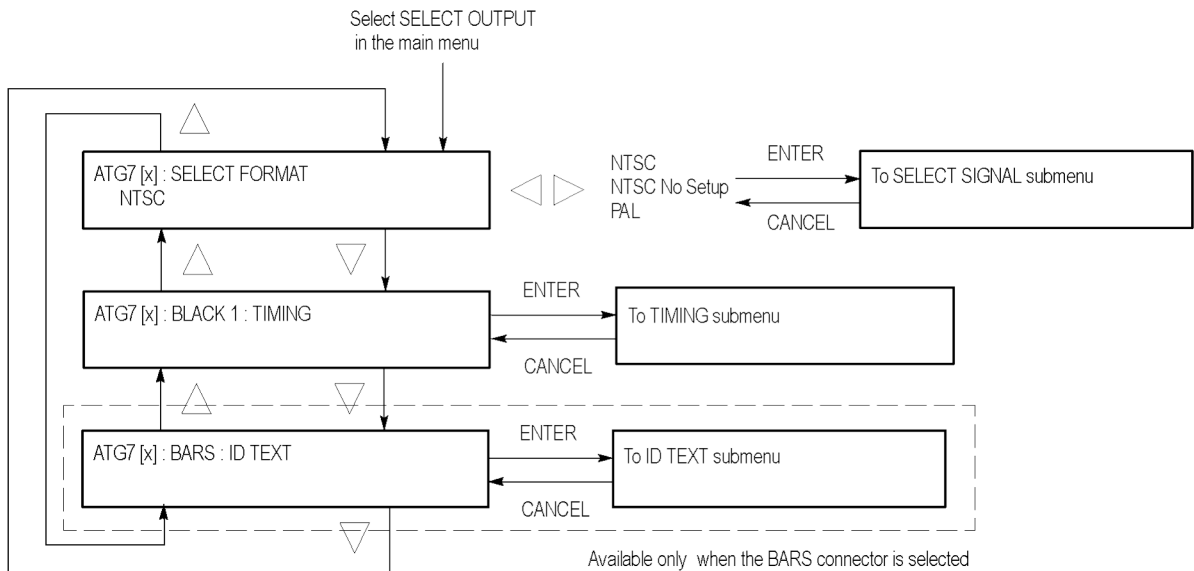 Select SELECT OUTPUT
in the main menu
ATG7 [x] : SELECT FORMAT
NTSC
NTSC
NTSC No Setup
PAL
ENTER
CANCEL
To SELECT SIGNAL submenu
ATG7 [x] : BLACK 1 : TIMING
ENTER
CANCEL
To TIMING submenu
ATG7 [x] : BARS : ID TEXT
ENTER
CANCEL
To ID TEXT submenu
Available only when the BARS connector is selected